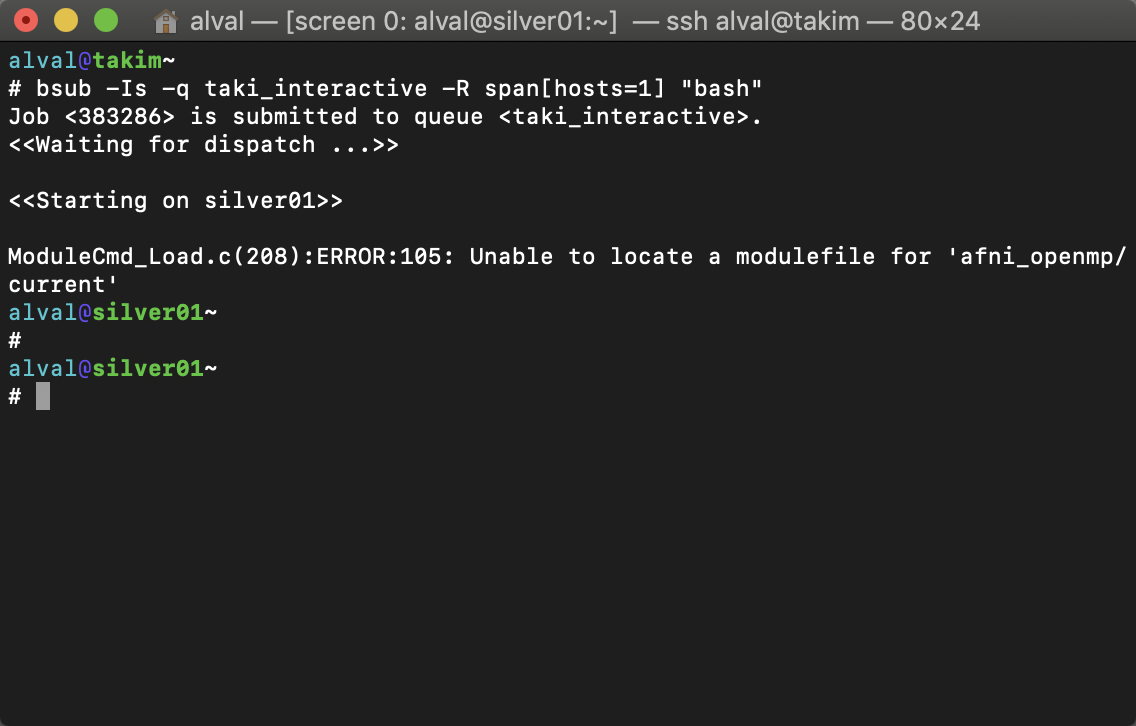 alval — [screen 0: alval@silver01:~] — ssh alval@takim — 80×24
alval@takim~
# bsub -Is -q taki_interactive -R span[hosts=1] "bash"
Job <383286> is submitted to queue <taki_interactive>.
<<Waiting for dispatch ...>>
<<Starting on silver01>>
ModuleCmd_Load.c(208):ERROR:105: Unable to locate a modulefile for 'afni_openmp/
current'
alval@silver01~
#
alval@silver01~
#